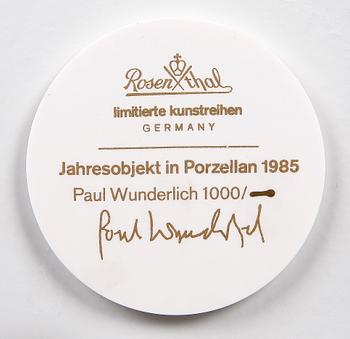 Rosenthal
limitierte kunstreihen
GERMANY
Jahresobjekt in Porzellan 1985
Paul Wunderlich 1000/
Paul Wunderlich